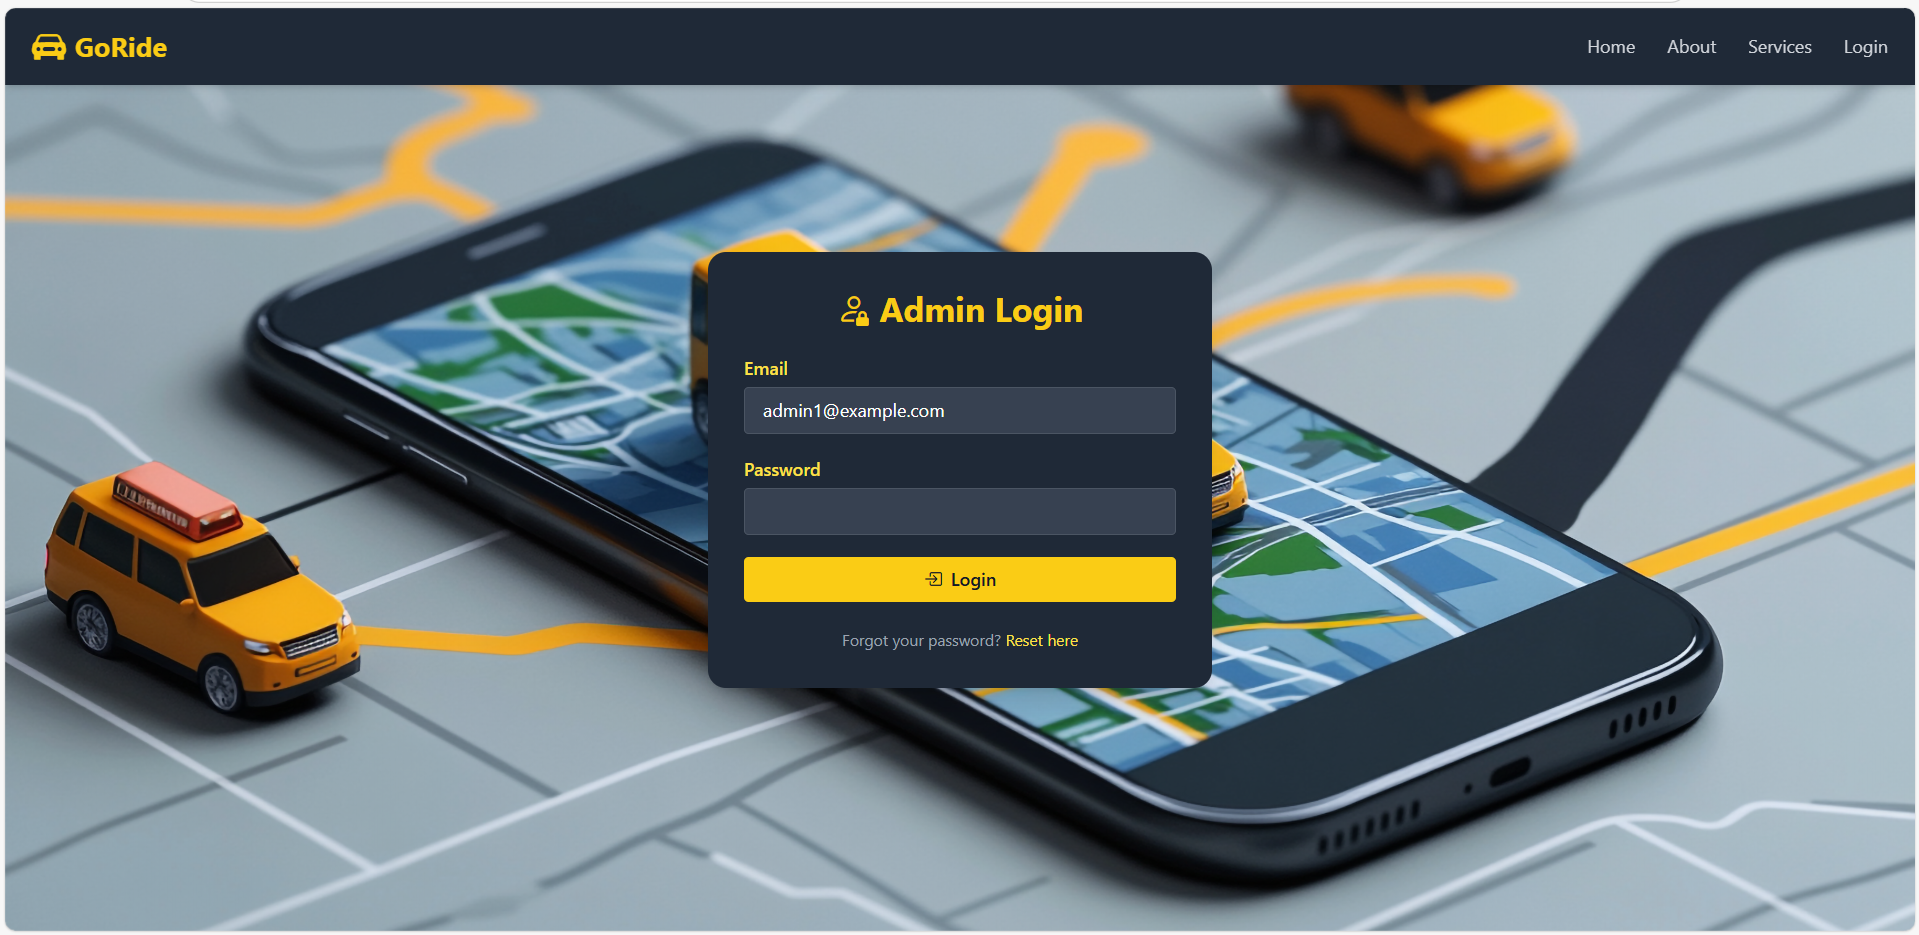 GoRide
Home About Services Login
Admin Login
Email
admin1@example.com
Password
Login
Forgot your password? Reset here